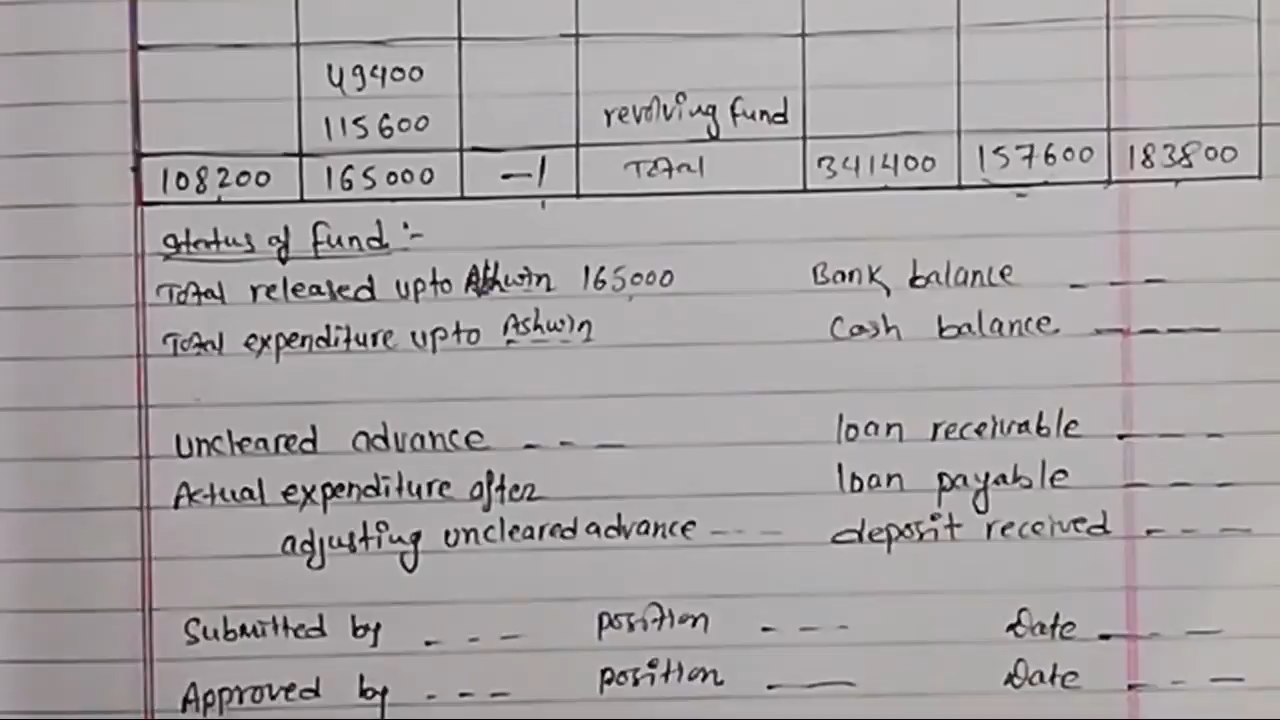 49400
115600 revolving fund
108200 165000 -/ Total 341400 157600 183800
Status of fund :-
Total released upto Ashwin 165000 Bank balance - - -
Total expenditure upto Ashwin Cash balance - - - -
Uncleared advance - - - loan receivable - - - -
Actual expenditure after loan payable - - - -
adjusting uncleared advance - - - deposit received - - - -
Submitted by - - - position - - - Date - - - -
Approved by - - - position - - Date - - - -